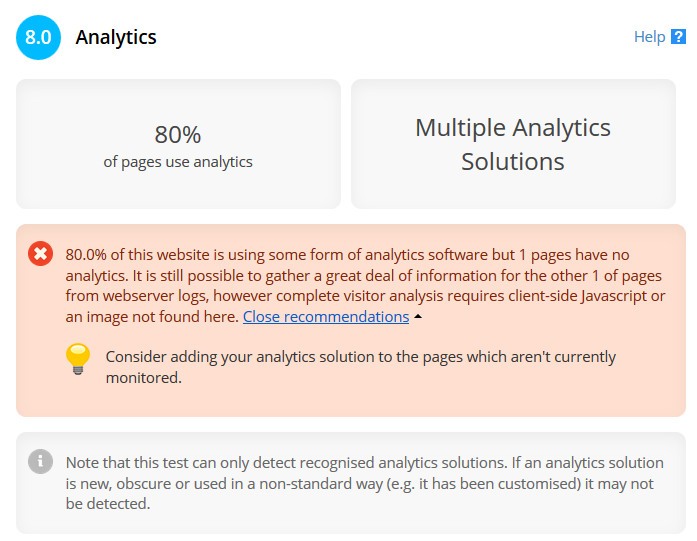 8.0 Analytics Help ?
80%
of pages use analytics
Multiple Analytics
Solutions
80.0% of this website is using some form of analytics software but 1 pages have no
analytics. It is still possible to gather a great deal of information for the other 1 of pages
from webserver logs, however complete visitor analysis requires client-side Javascript or
an image not found here. Close recommendations
Consider adding your analytics solution to the pages which aren't currently
monitored.
Note that this test can only detect recognised analytics solutions. If an analytics solution
is new, obscure or used in a non-standard way (e.g. it has been customised) it may not
be detected.